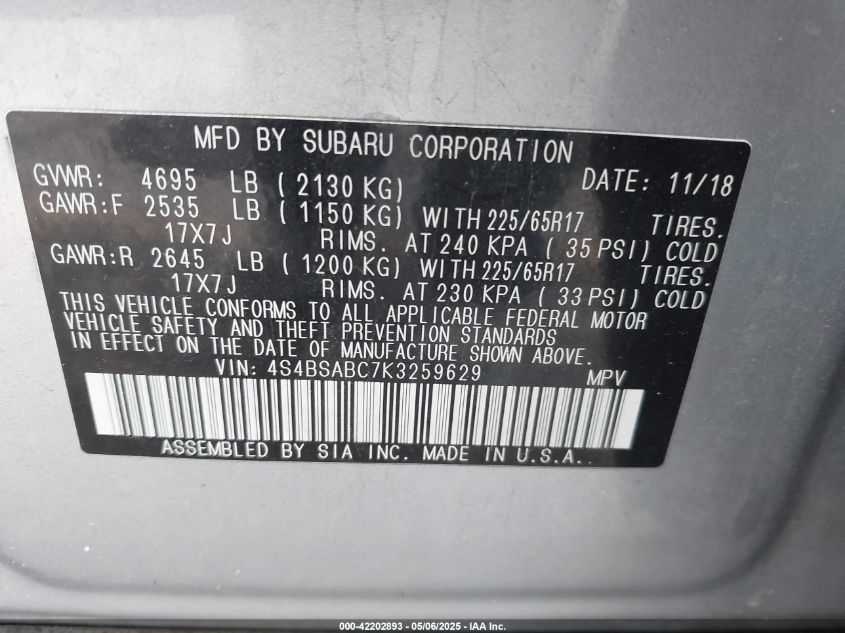 MFD BY SUBARU CORPORATION
GVWR: 4695 LB ( 2130 KG) DATE: 11/18
GAWR:F 2535 LB ( 1150 KG) WITH 225/65R17 TIRES.
17X7J RIMS. AT 240 KPA ( 35 PSI) COLD
GAWR:R 2645 LB ( 1200 KG) WITH 225/65R17 TIRES.
17X7J RIMS. AT 230 KPA ( 33 PSI) COLD
THIS VEHICLE CONFORMS TO ALL APPLICABLE FEDERAL MOTOR
VEHICLE SAFETY AND THEFT PREVENTION STANDARDS
IN EFFECT ON THE DATE OF MANUFACTURE SHOWN ABOVE.
VIN: 4S4BSABC7K3259629 MPV
ASSEMBLED BY SIA INC. MADE IN U.S.A.
000-42202893 - 05/06/2025 - IAA Inc.